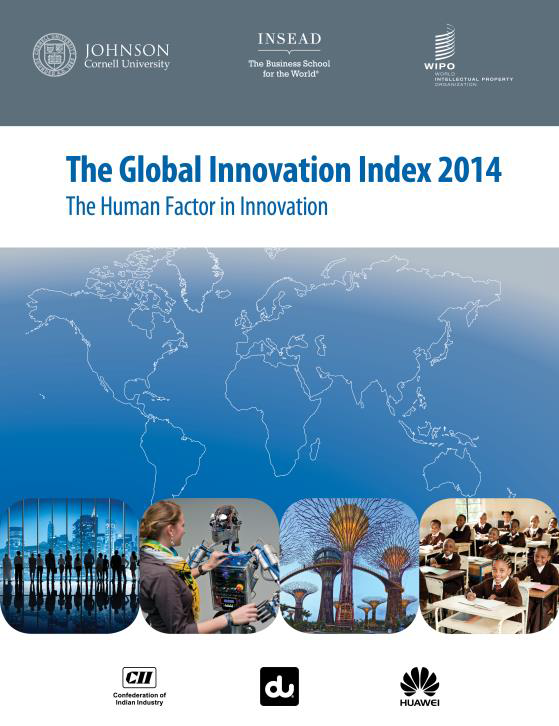 JOHNSON
Cornell University
INSEAD
The Business School
for the World®
WIPO
WORLD
INTELLECTUAL PROPERTY
ORGANIZATION
The Global Innovation Index 2014
The Human Factor in Innovation
CII
Confederation of
Indian Industry
du
HUAWEI